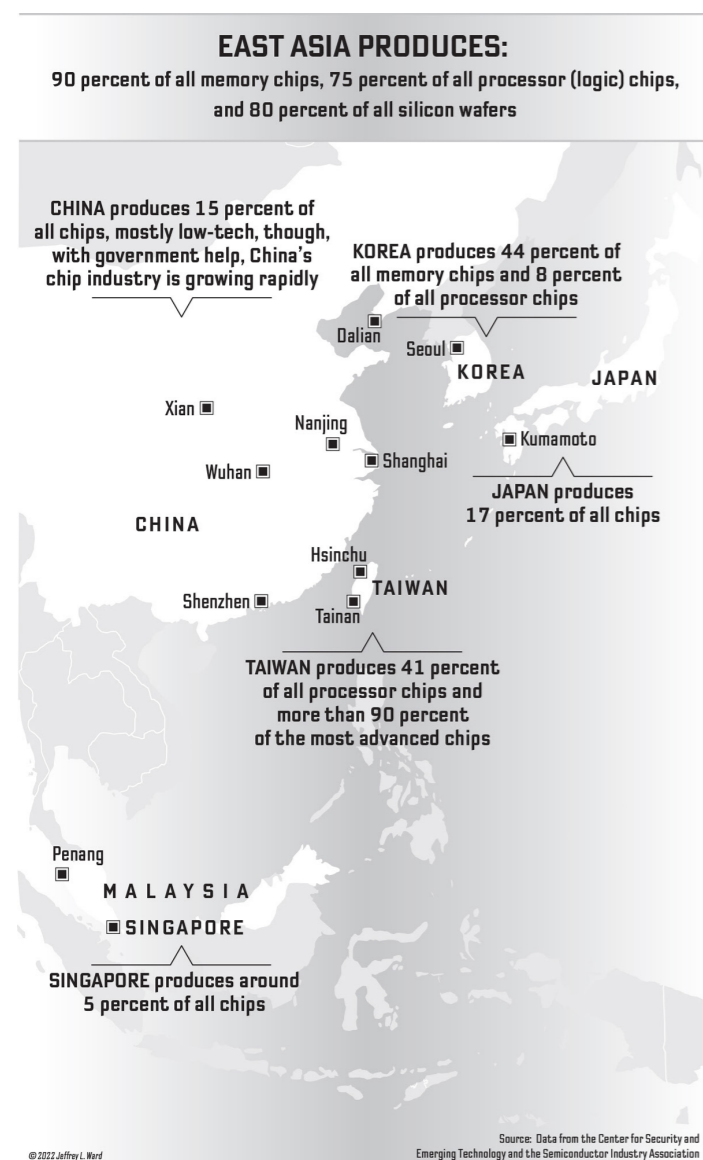 EAST ASIA PRODUCES:
90 percent of all memory chips, 75 percent of all processor (logic) chips,
and 80 percent of all silicon wafers
CHINA produces 15 percent of
all chips, mostly low-tech, though,
with government help, China's
chip industry is growing rapidly
KOREA produces 44 percent of
all memory chips and 8 percent
of all processor chips
Dalian
Seoul
KOREA
JAPAN
Xian
Nanjing
Kumamoto
Wuhan
Shanghai
JAPAN produces
17 percent of all chips
CHINA
Hsinchu
TAIWAN
Shenzhen
Tainan
TAIWAN produces 41 percent
of all processor chips and
more than 90 percent
of the most advanced chips
Penang
MALAYSIA
SINGAPORE
SINGAPORE produces around
5 percent of all chips
Source: Data from the Center for Security and
Emerging Technology and the Semiconductor Industry Association
© 2022 Jeffrey L. Ward